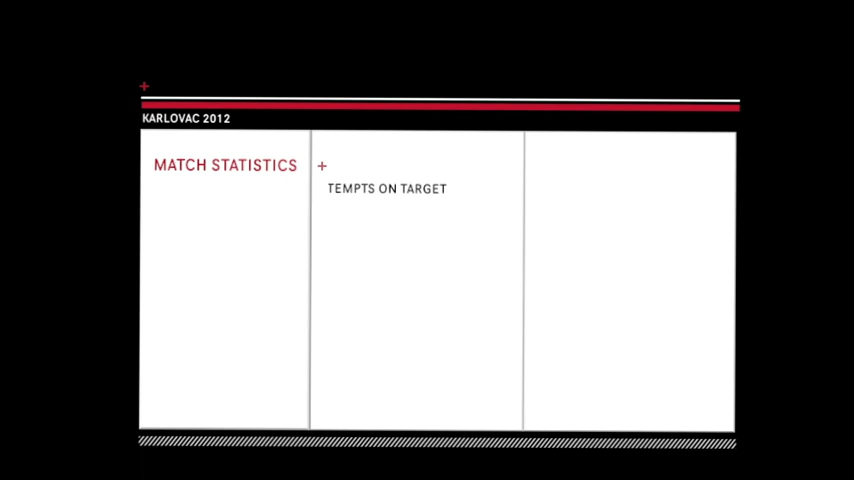 KARLOVAC 2012
MATCH STATISTICS
TEMPTS ON TARGET